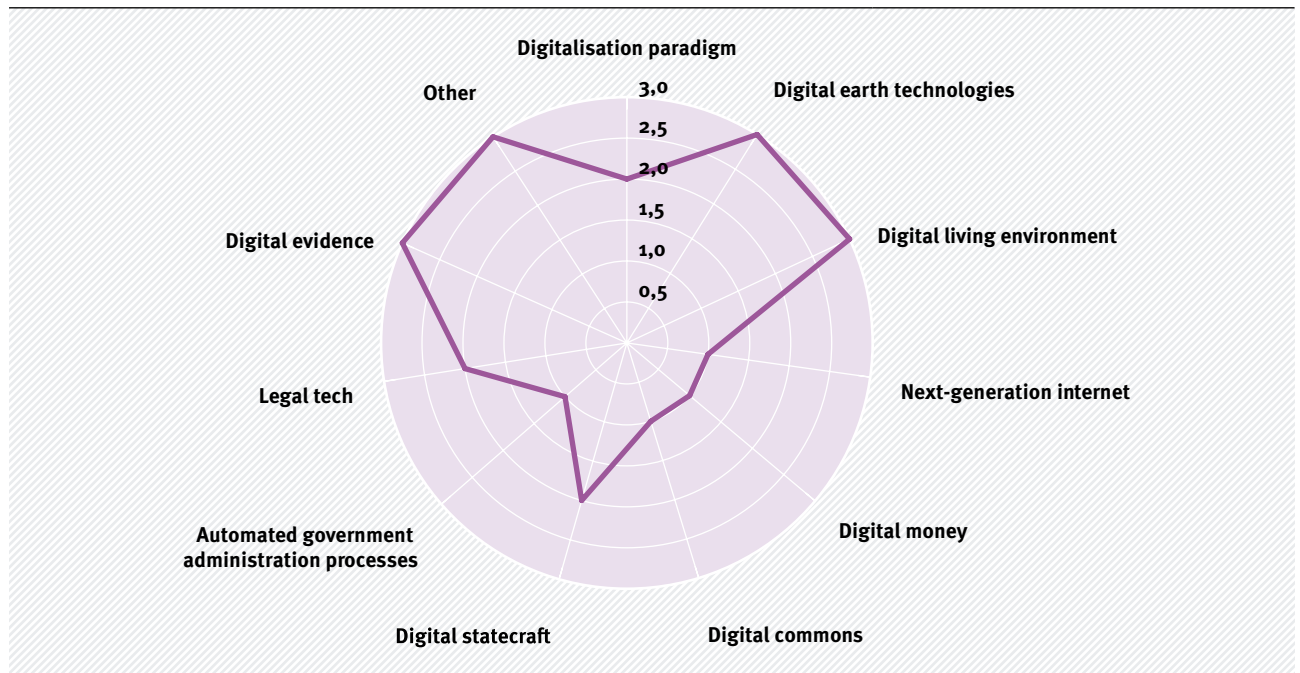 Digitalisation paradigm
3,0
Digital earth technologies
Other
2,5
2,0
1,5
Digital evidence
Digital living environment
1,0
0,5
Legal tech
Next-generation internet
Automated government
administration processes
Digital money
Digital statecraft
Digital commons